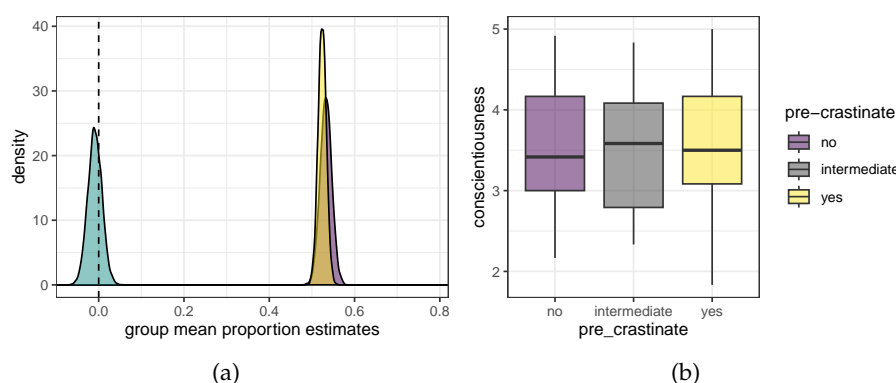 40
30
20
10
0
density
0.0 0.2 0.4 0.6 0.8
group mean proportion estimates
(a)
5
4
3
2
conscientiousness
no intermediate yes
pre_crastinate
(b)
pre-crastinate
no
intermediate
yes